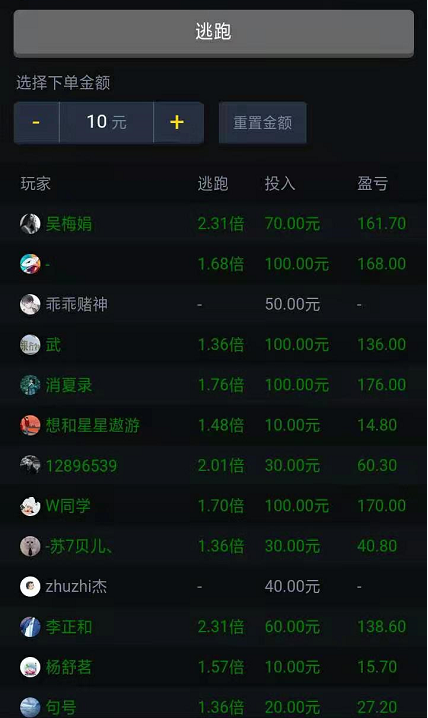 逃跑
选择下单金额
- 10 元 + 重置金额
玩家 逃跑 投入 盈亏
吴梅娟 2.31倍 70.00元 161.70
- 1.68倍 100.00元 168.00
乖乖赌神 - 50.00元 -
武 1.36倍 100.00元 136.00
消夏录 1.76倍 100.00元 176.00
想和星星遨游 1.48倍 10.00元 14.80
12896539 2.01倍 30.00元 60.30
W同学 1.70倍 100.00元 170.00
-苏7贝儿、 1.36倍 30.00元 40.80
zhuzhi杰 - 40.00元 -
李正和 2.31倍 60.00元 138.60
杨舒茗 1.57倍 10.00元 15.70
句号 1.36倍 20.00元 27.20